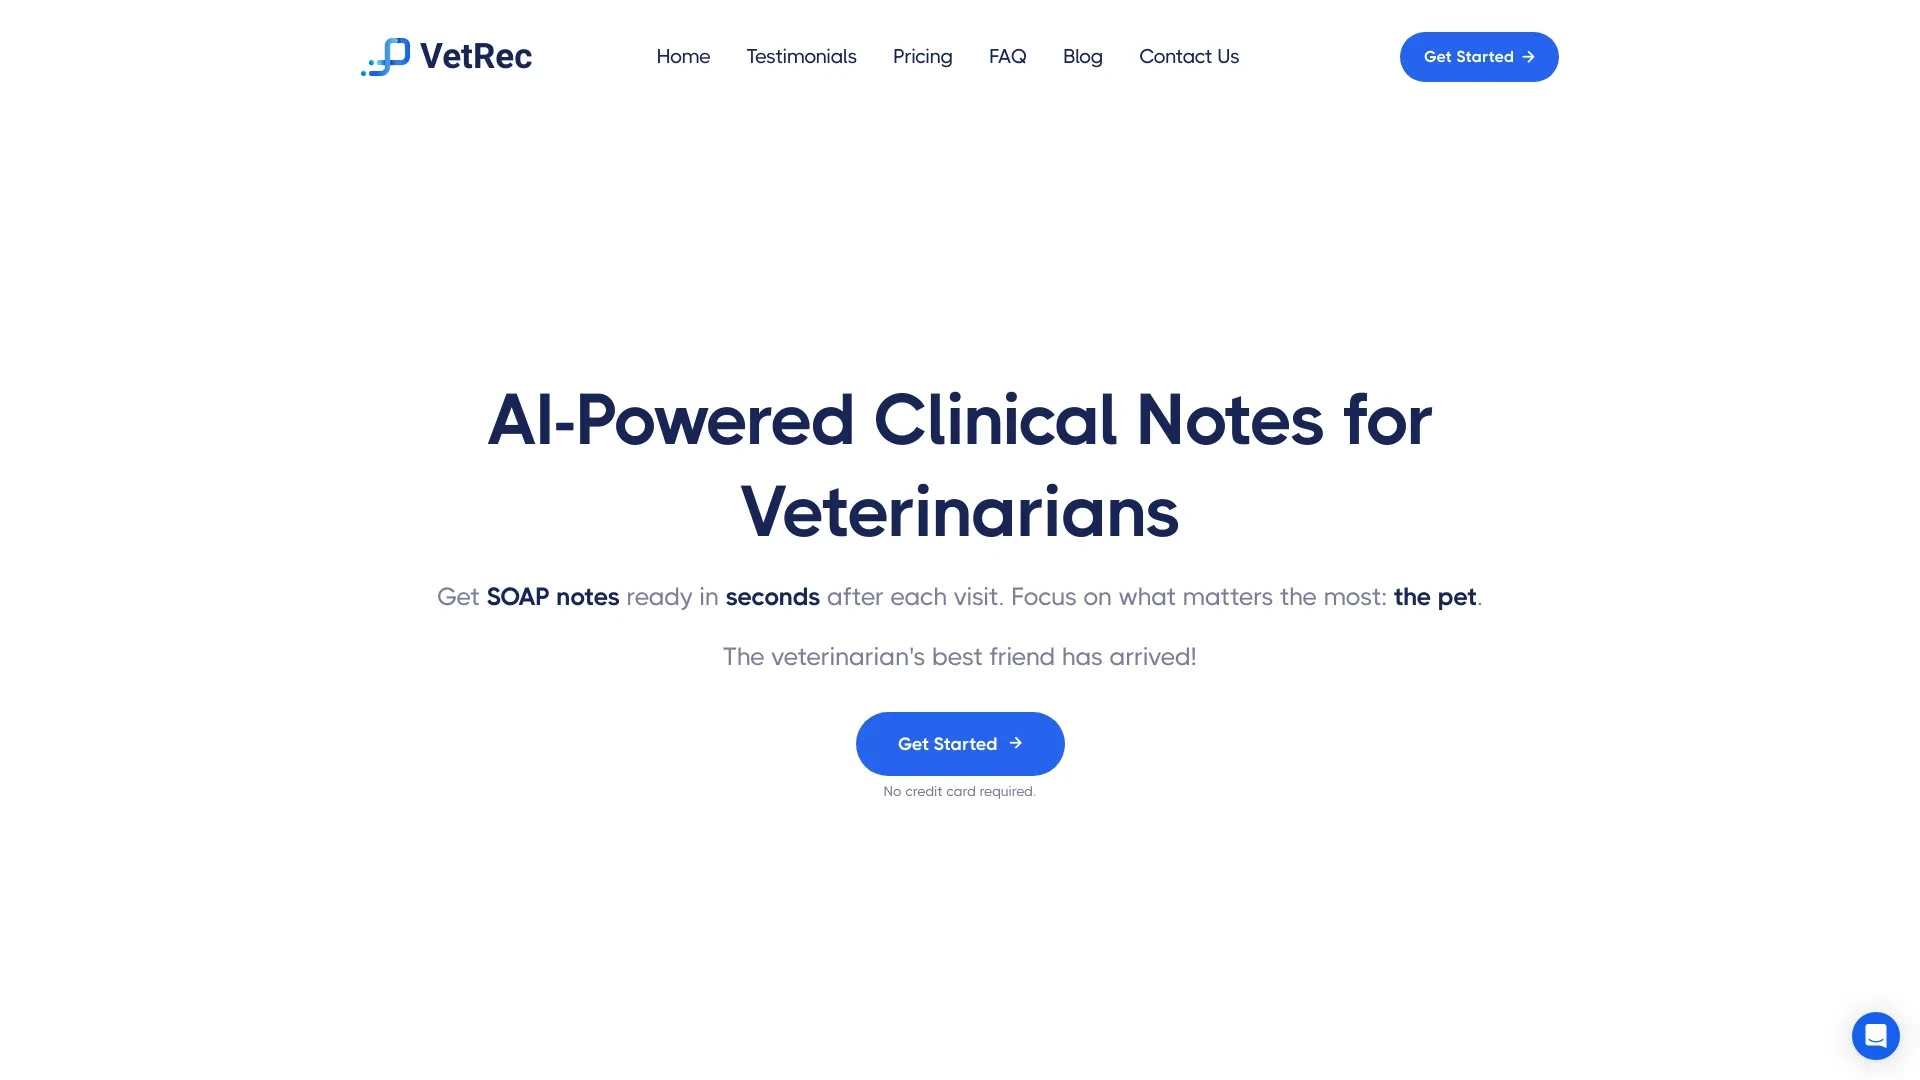 VetRec
Home
Testimonials
Pricing
FAQ
Blog
Contact Us
Get Started
AI-Powered Clinical Notes for
Veterinarians
Get SOAP notes ready in seconds after each visit. Focus on what matters the most: the pet.
The veterinarian's best friend has arrived!
Get Started
No credit card required.